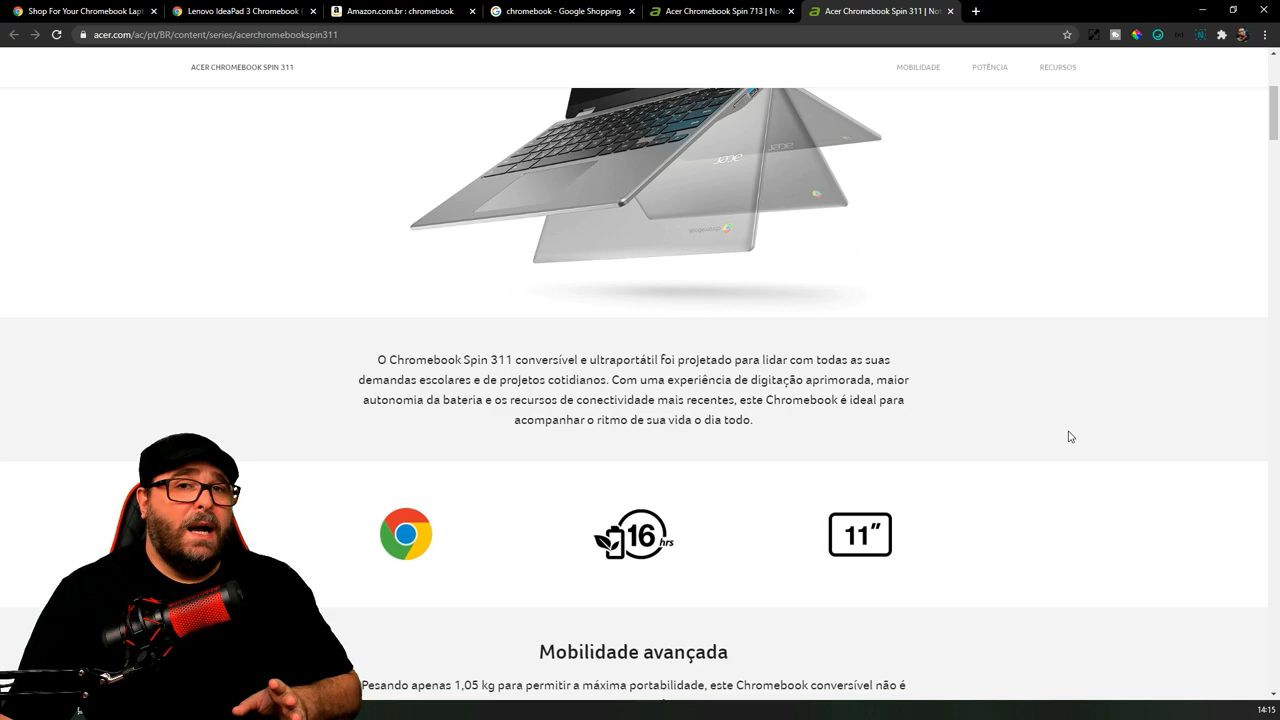 Shop For Your Chromebook Lapt
Lenovo IdeaPad 3 Chromebook (
Amazon.com.br : chromebook
chromebook - Google Shopping
Acer Chromebook Spin 713 | Not
Acer Chromebook Spin 311 | Not
acer.com/ac/pt/BR/content/series/acerchromebookspin311
ACER CHROMEBOOK SPIN 311
MOBILIDADE
POTÊNCIA
RECURSOS
acer
acer
chromebook
O Chromebook Spin 311 conversível e ultraportátil foi projetado para lidar com todas as suas
demandas escolares e de projetos cotidianos. Com uma experiência de digitação aprimorada, maior
autonomia da bateria e os recursos de conectividade mais recentes, este Chromebook é ideal para
acompanhar o ritmo de sua vida o dia todo.
16 hrs
11”
Mobilidade avançada
Pesando apenas 1,05 kg para permitir a máxima portabilidade, este Chromebook conversível não é
14:15